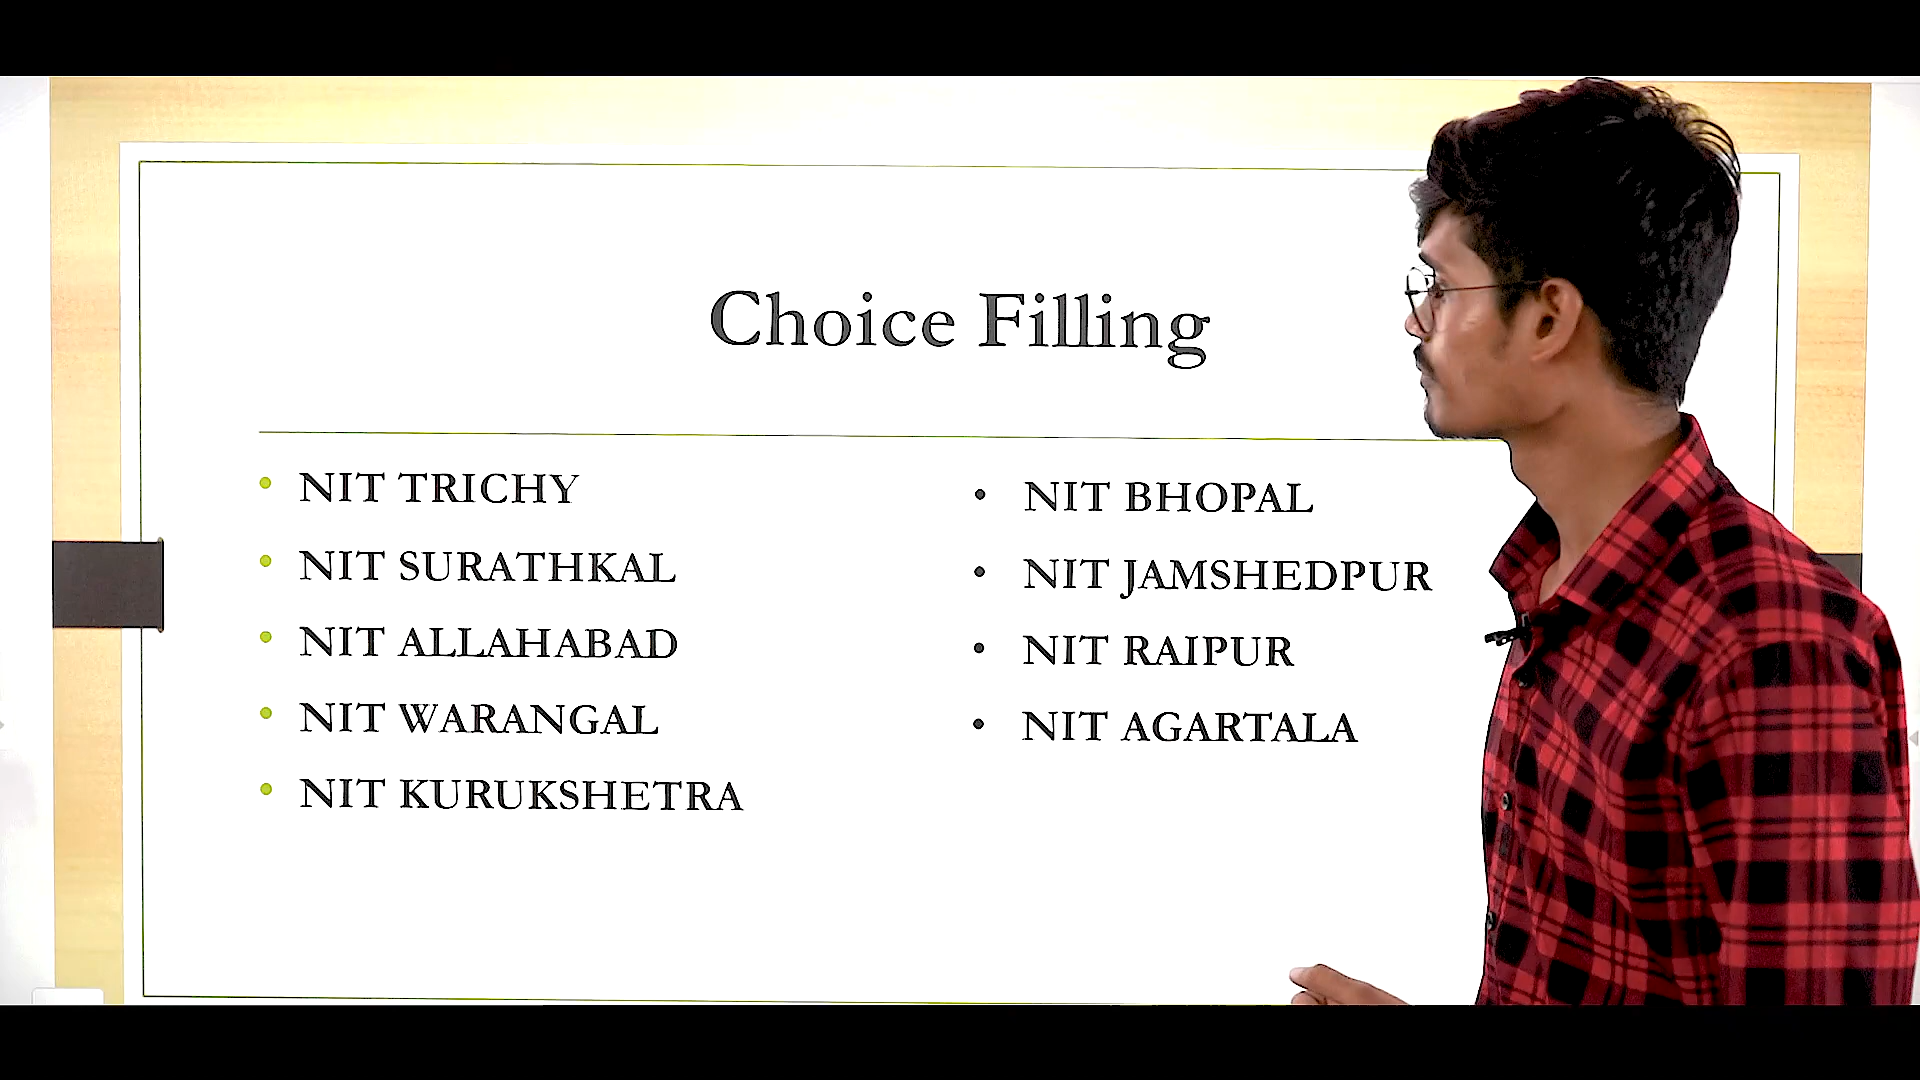 Choice Filling
NIT TRICHY
NIT SURATHKAL
NIT ALLAHABAD
NIT WARANGAL
NIT KURUKSHETRA
NIT BHOPAL
NIT JAMSHEDPUR
NIT RAIPUR
NIT AGARTALA